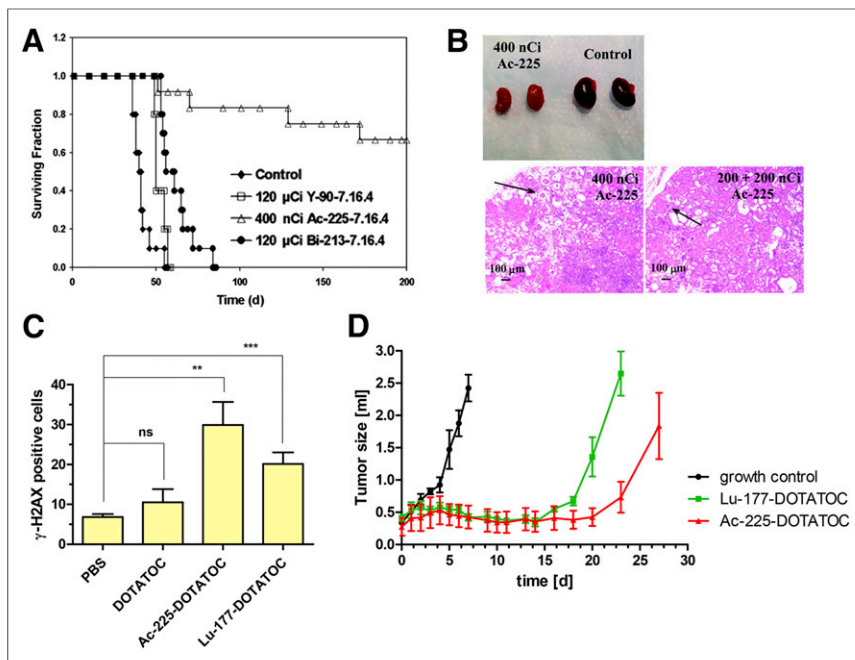 A
1.2
1.0
0.8
0.6
0.4
0.2
0.0
Surviving Fraction
0
50
100
150
200
Time (d)
Control
120 µCi Y-90-7.16.4
400 nCi Ac-225-7.16.4
120 µCi Bi-213-7.16.4
B
400 nCi
Ac-225
Control
400 nCi
Ac-225
100 µm
200 + 200 nCi
Ac-225
100 µm
C
γ-H2AX positive cells
40
30
20
10
0
ns
**
***
PBS
DOTATOC
Ac-225-DOTATOC
Lu-177-DOTATOC
D
Tumor size [ml]
3.0
2.5
2.0
1.5
1.0
0.5
0.0
0
5
10
15
20
25
30
time [d]
growth control
Lu-177-DOTATOC
Ac-225-DOTATOC